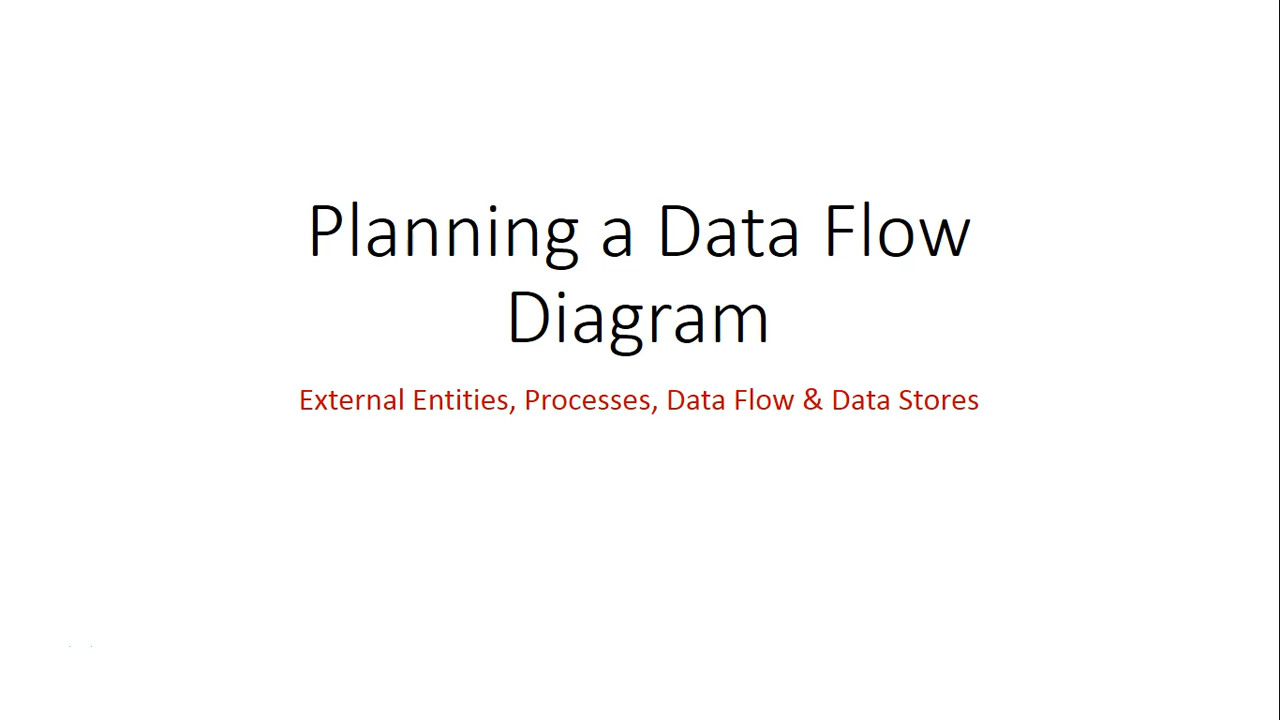 Planning a Data Flow
Diagram
External Entities, Processes, Data Flow & Data Stores